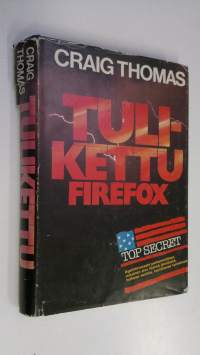 CRAIG THOMAS
TULI-
KETTU
FIREFOX
TOP SECRET
CRAIG
THOMAS
TULIKETTU